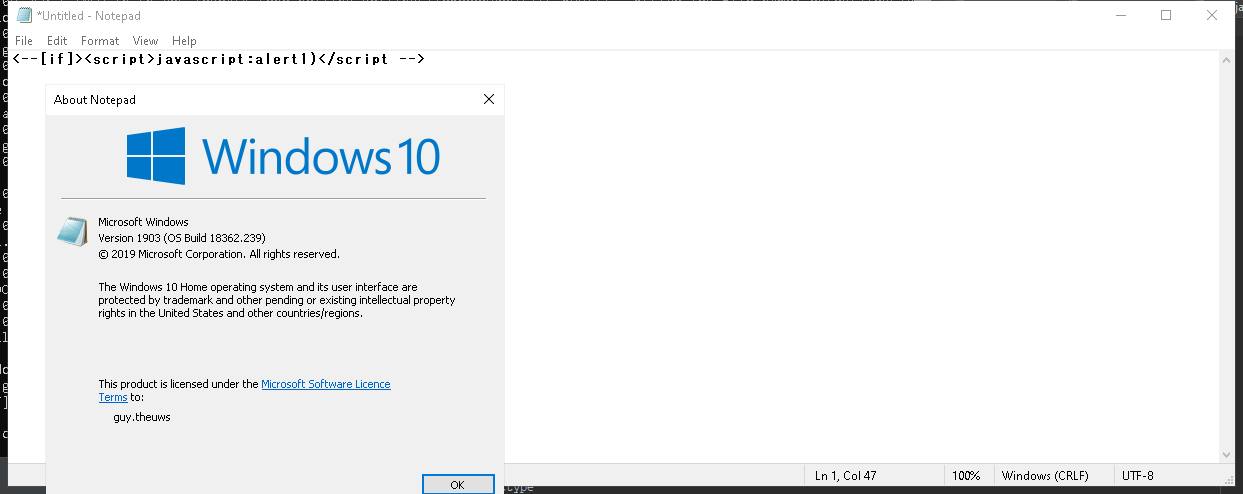 *Untitled - Notepad
File Edit Format View Help
<--[if]><script>javascript:alert1)</script -->
About Notepad
Windows 10
Microsoft Windows
Version 1903 (OS Build 18362.239)
© 2019 Microsoft Corporation. All rights reserved.
The Windows 10 Home operating system and its user interface are
protected by trademark and other pending or existing intellectual property
rights in the United States and other countries/regions.
This product is licensed under the Microsoft Software Licence
Terms to:
guy.theuws
OK
Ln 1, Col 47 100% Windows (CRLF) UTF-8